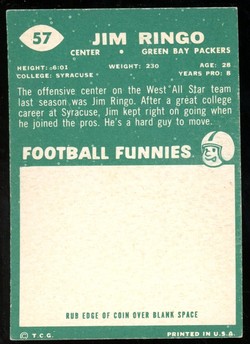 57
JIM RINGO
CENTER • GREEN BAY PACKERS
HEIGHT: 6:01 WEIGHT: 230 AGE: 28
COLLEGE: SYRACUSE YEARS PRO: 8
The offensive center on the West All Star team
last season was Jim Ringo. After a great college
career at Syracuse, Jim kept right on going when
he joined the pros. He's a hard guy to move.
FOOTBALL FUNNIES
RUB EDGE OF COIN OVER BLANK SPACE
© T.C.G. PRINTED IN U.S.A.